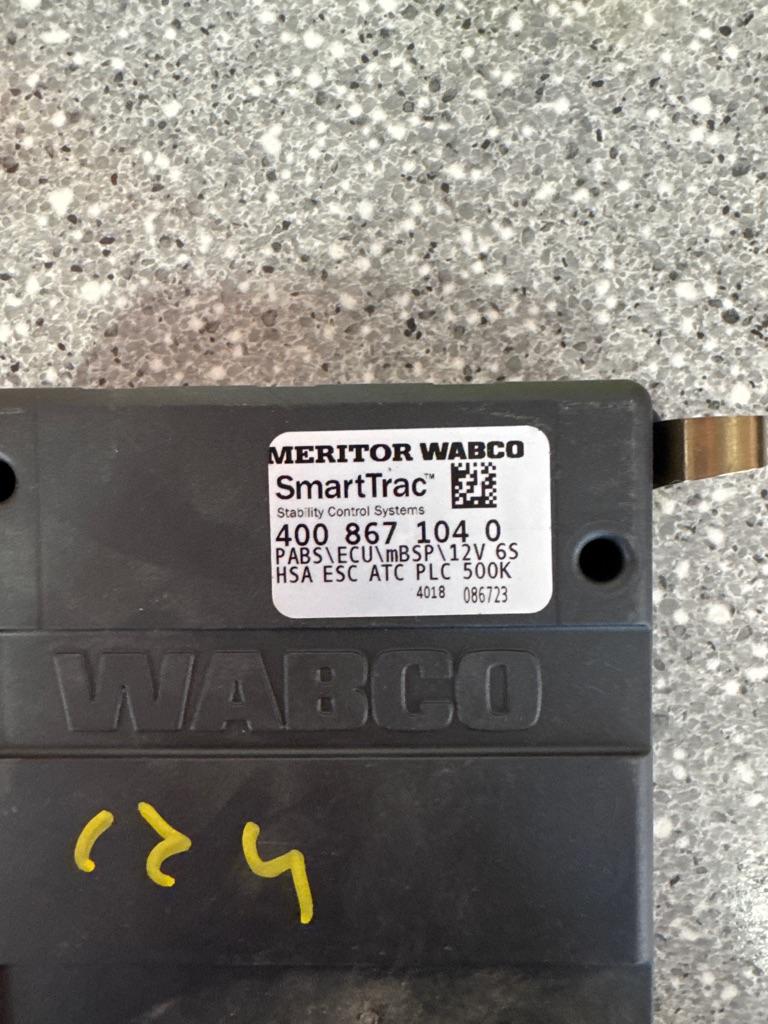 MERITOR WABCO
SmartTrac™
Stability Control Systems
400 867 104 0
PABS\ECU\mBSP\12V 6S
HSA ESC ATC PLC 500K
4018 086723
WABCO